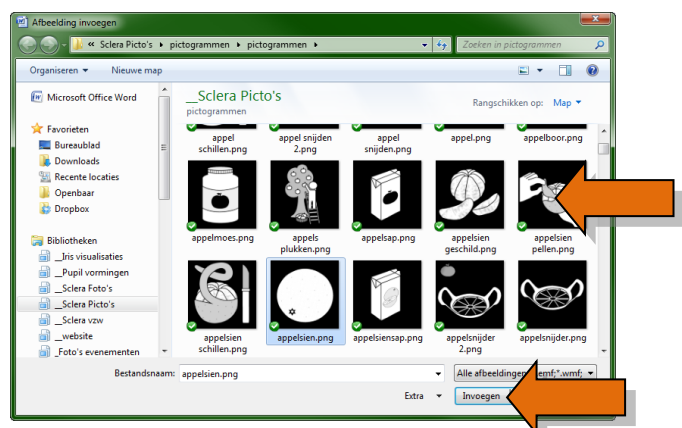 Afbeelding invoegen
« Sclera Picto's ▸ pictogrammen ▸ pictogrammen ▸
Zoeken in pictogrammen
Organiseren
Nieuwe map
Microsoft Office Word
Favorieten
Bureaublad
Downloads
Recente locaties
Openbaar
Dropbox
Bibliotheken
__Iris visualisaties
__Pupil vormingen
__Sclera Foto's
__Sclera Picto's
__Sclera vzw
__website
_Foto's evenementen
__Sclera Picto's
pictogrammen
Rangschikken op: Map
appel schillen.png
appel snijden 2.png
appel snijden.png
appel.png
appelboor.png
appelmoes.png
appels plukken.png
appelsap.png
appelsien geschild.png
appelsien pellen.png
appelsien schillen.png
appelsien.png
appelsiensap.png
appelsnijder 2.png
appelsnijder.png
Bestandsnaam: appelsien.png
Alle afbeeldingen emf;*.wmf;
Extra
Invoegen